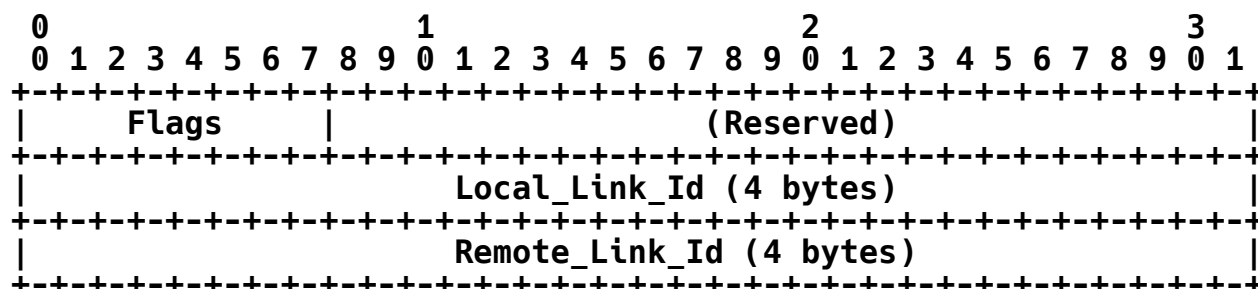 0                   1                   2                   3
 0 1 2 3 4 5 6 7 8 9 0 1 2 3 4 5 6 7 8 9 0 1 2 3 4 5 6 7 8 9 0 1
+-+-+-+-+-+-+-+-+-+-+-+-+-+-+-+-+-+-+-+-+-+-+-+-+-+-+-+-+-+-+-+-+
|     Flags     |                   (Reserved)                  |
+-+-+-+-+-+-+-+-+-+-+-+-+-+-+-+-+-+-+-+-+-+-+-+-+-+-+-+-+-+-+-+-+
|                      Local_Link_Id (4 bytes)                  |
+-+-+-+-+-+-+-+-+-+-+-+-+-+-+-+-+-+-+-+-+-+-+-+-+-+-+-+-+-+-+-+-+
|                      Remote_Link_Id (4 bytes)                 |
+-+-+-+-+-+-+-+-+-+-+-+-+-+-+-+-+-+-+-+-+-+-+-+-+-+-+-+-+-+-+-+-+